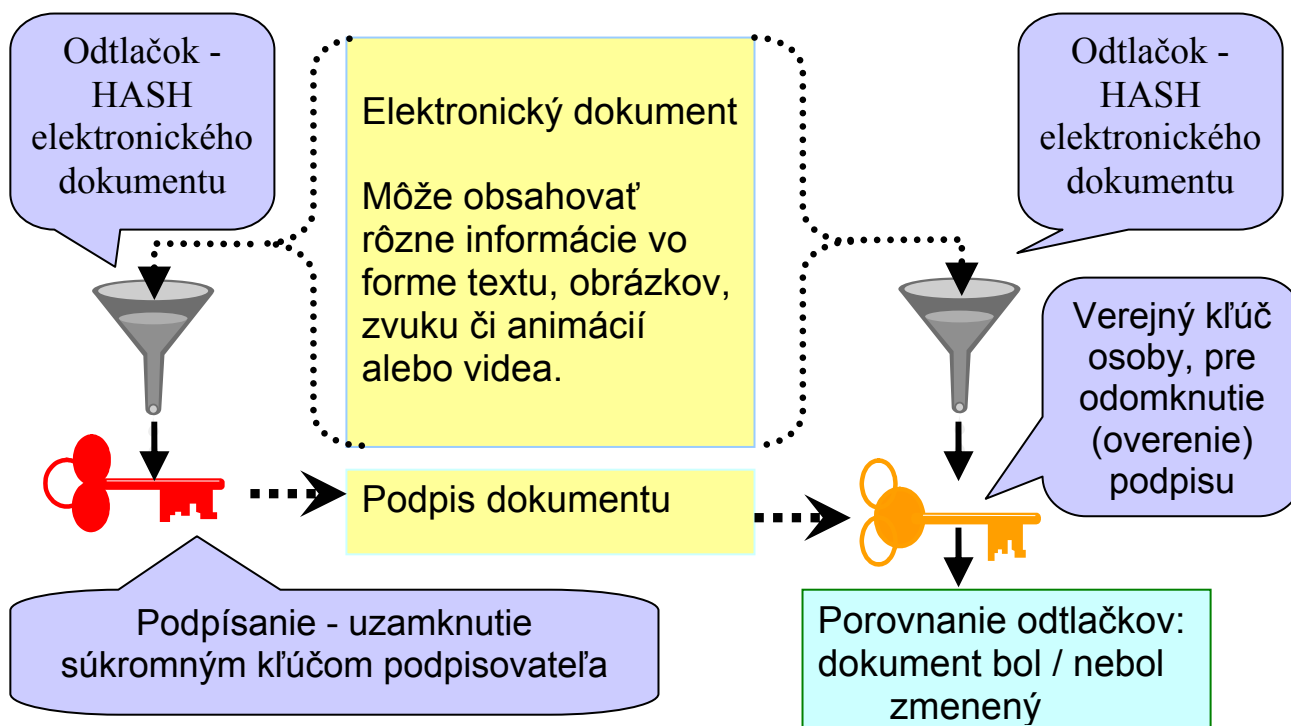 Odtlačok -
HASH
elektronického
dokumentu
Elektronický dokument
Môže obsahovať
rôzne informácie vo
forme textu, obrázkov,
zvuku či animácií
alebo videa.
Odtlačok -
HASH
elektronického
dokumentu
Verejný kľúč
osoby, pre
odomknutie
(overenie)
podpisu
Podpis dokumentu
Podpísanie - uzamknutie
súkromným kľúčom podpisovateľa
Porovnanie odtlačkov:
dokument bol / nebol
zmenený